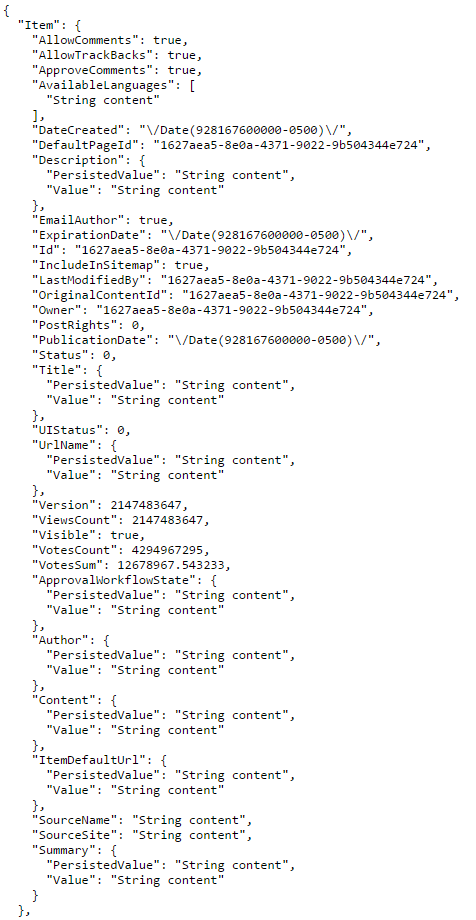 {
  "Item": {
    "AllowComments": true,
    "AllowTrackBacks": true,
    "ApproveComments": true,
    "AvailableLanguages": [
      "String content"
    ],
    "DateCreated": "\/Date(928167600000-0500)\/",
    "DefaultPageId": "1627aea5-8e0a-4371-9022-9b504344e724",
    "Description": {
      "PersistedValue": "String content",
      "Value": "String content"
    },
    "EmailAuthor": true,
    "ExpirationDate": "\/Date(928167600000-0500)\/",
    "Id": "1627aea5-8e0a-4371-9022-9b504344e724",
    "IncludeInSitemap": true,
    "LastModifiedBy": "1627aea5-8e0a-4371-9022-9b504344e724",
    "OriginalContentId": "1627aea5-8e0a-4371-9022-9b504344e724",
    "Owner": "1627aea5-8e0a-4371-9022-9b504344e724",
    "PostRights": 0,
    "PublicationDate": "\/Date(928167600000-0500)\/",
    "Status": 0,
    "Title": {
      "PersistedValue": "String content",
      "Value": "String content"
    },
    "UIStatus": 0,
    "UrlName": {
      "PersistedValue": "String content",
      "Value": "String content"
    },
    "Version": 2147483647,
    "ViewsCount": 2147483647,
    "Visible": true,
    "VotesCount": 4294967295,
    "VotesSum": 12678967.543233,
    "ApprovalWorkflowState": {
      "PersistedValue": "String content",
      "Value": "String content"
    },
    "Author": {
      "PersistedValue": "String content",
      "Value": "String content"
    },
    "Content": {
      "PersistedValue": "String content",
      "Value": "String content"
    },
    "ItemDefaultUrl": {
      "PersistedValue": "String content",
      "Value": "String content"
    },
    "SourceName": "String content",
    "SourceSite": "String content",
    "Summary": {
      "PersistedValue": "String content",
      "Value": "String content"
    }
  },